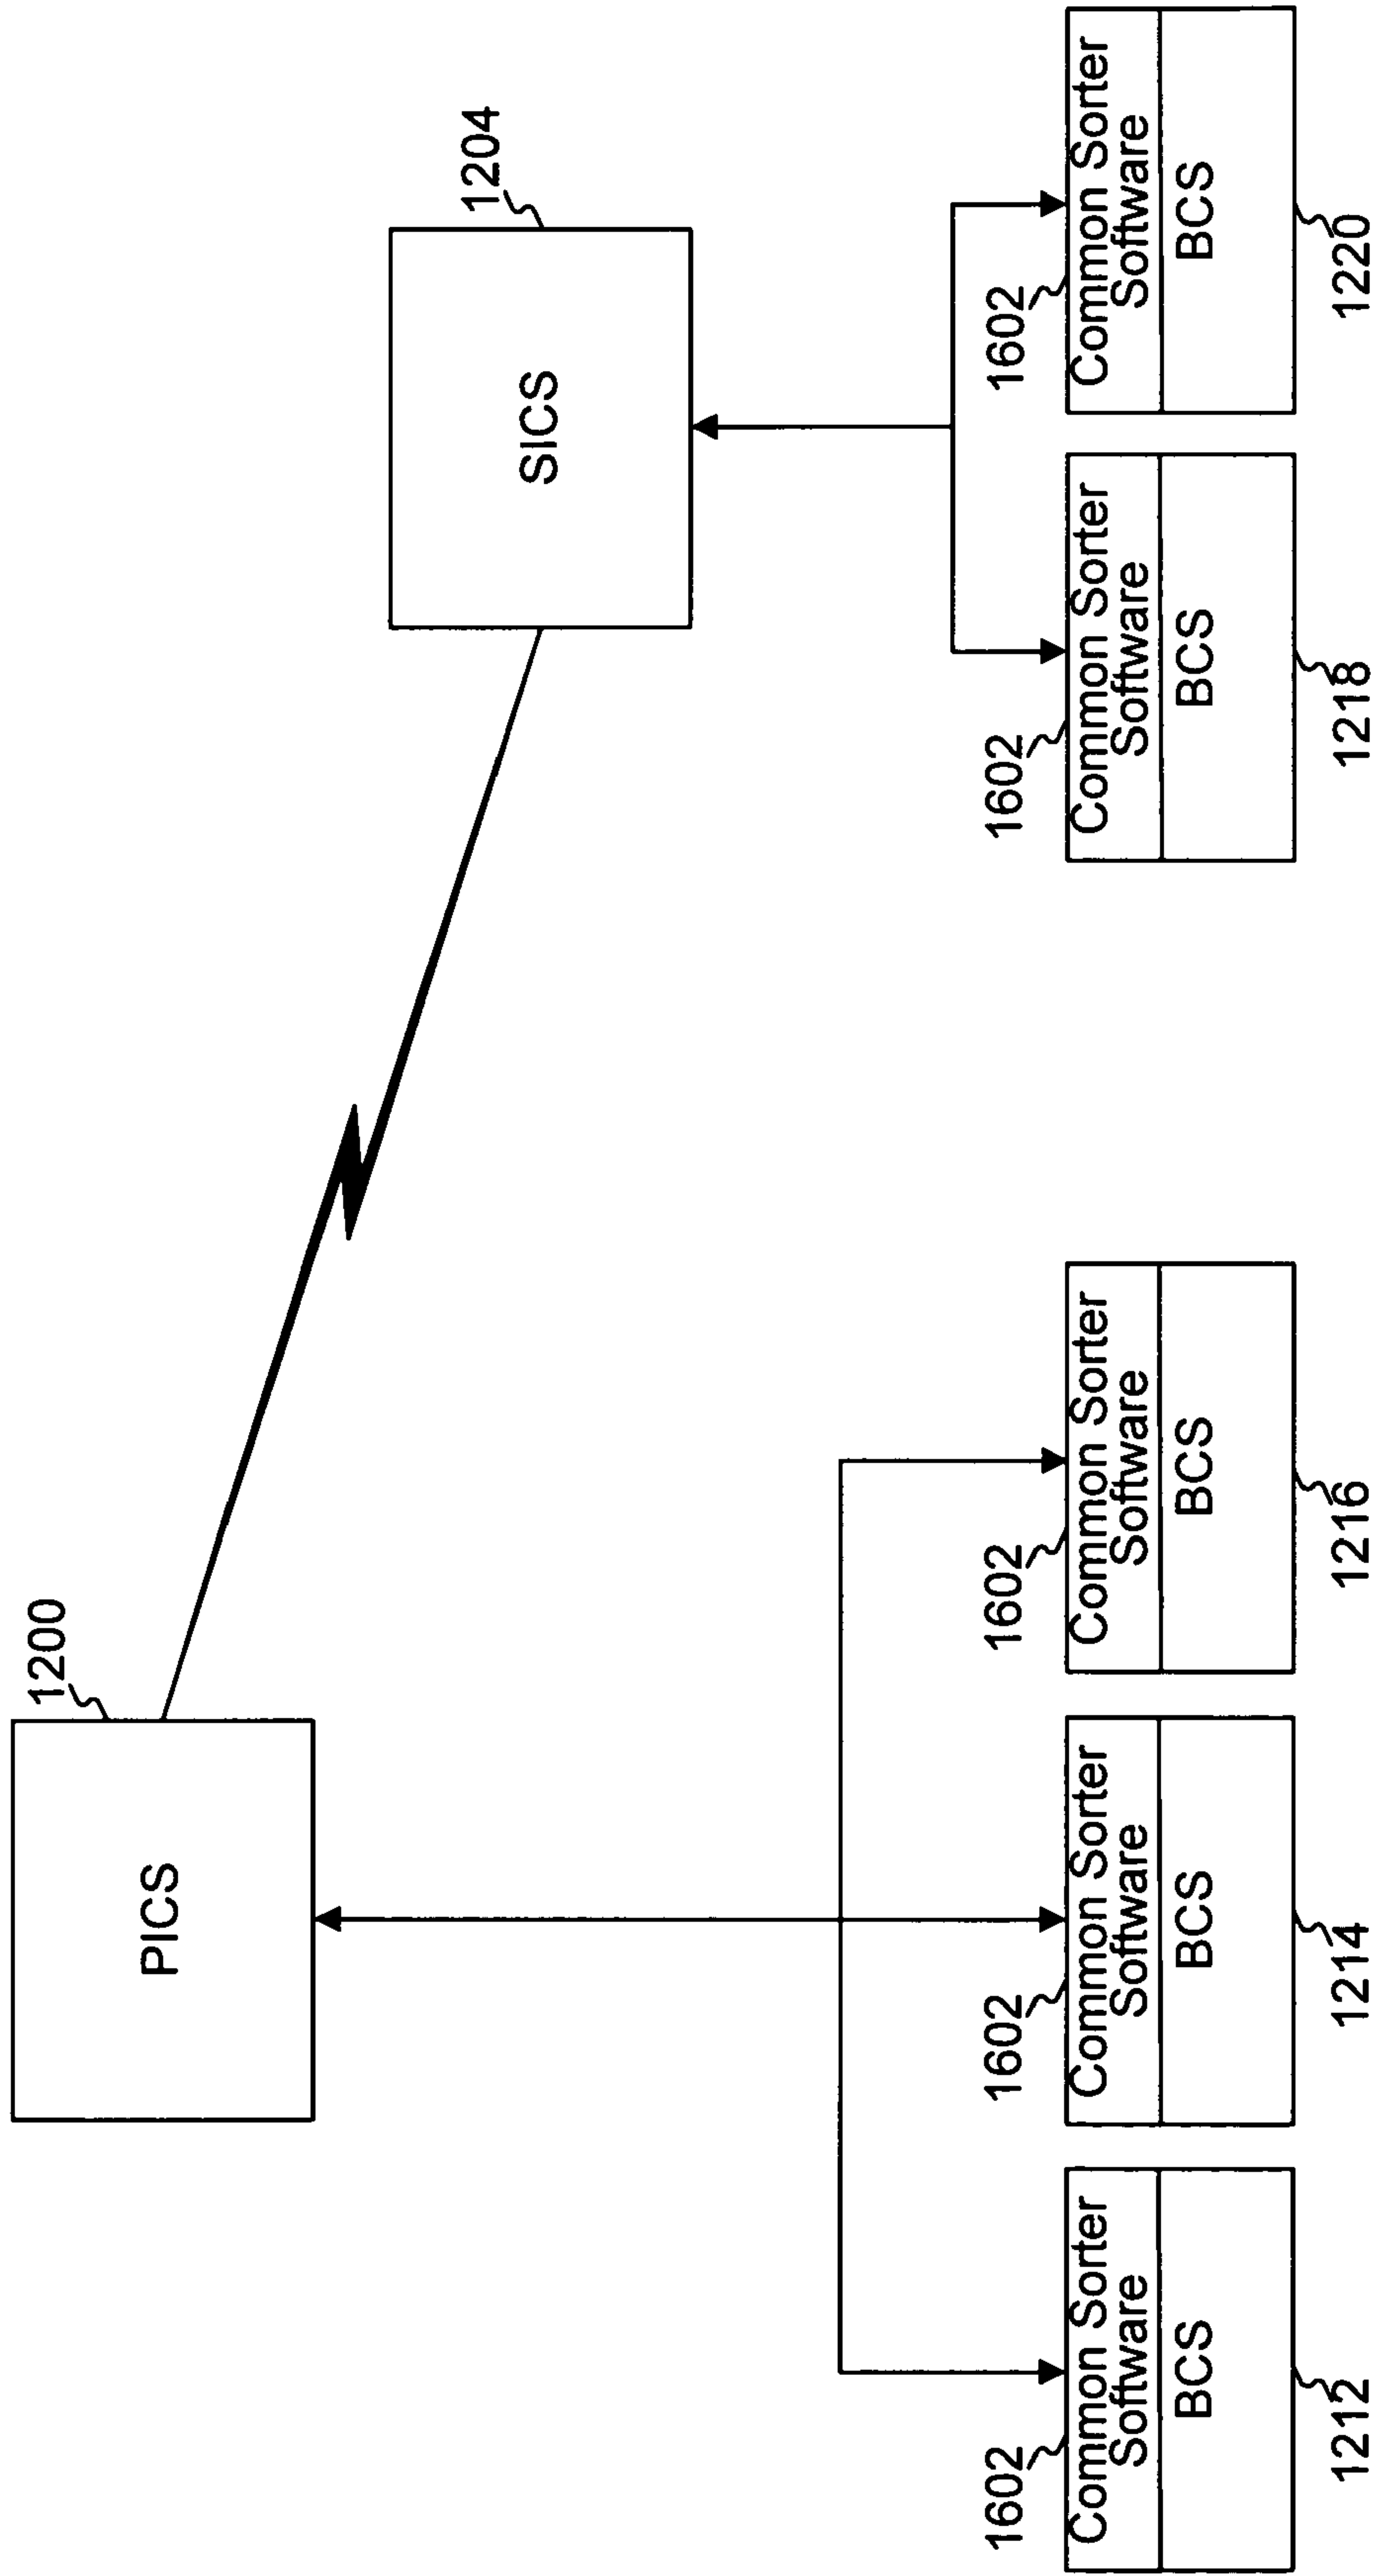 1200
PICS
1204
SICS
1602
Common Sorter
Software
BCS
1212
1602
Common Sorter
Software
BCS
1214
1602
Common Sorter
Software
BCS
1216
1602
Common Sorter
Software
BCS
1218
1602
Common Sorter
Software
BCS
1220